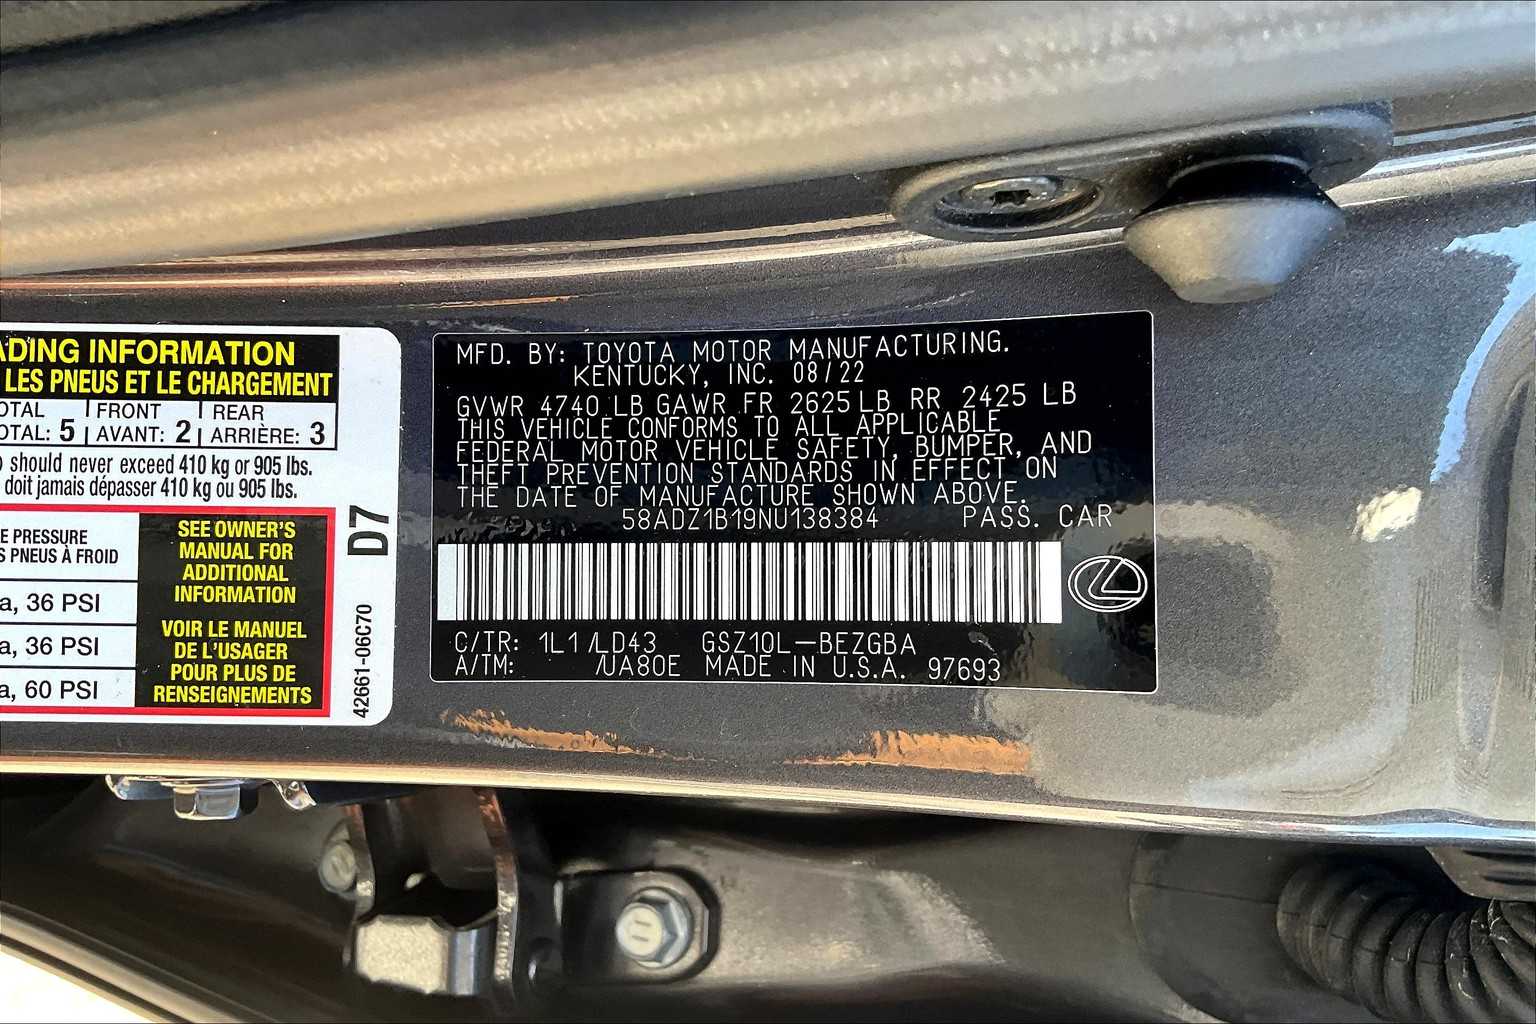 ADING INFORMATION
LES PNEUS ET LE CHARGEMENT
OTAL FRONT REAR
OTAL: 5 AVANT: 2 ARRIÈRE: 3
should never exceed 410 kg or 905 lbs.
doit jamais dépasser 410 kg ou 905 lbs.
E PRESSURE
S PNEUS À FROID
a, 36 PSI
a, 36 PSI
a, 60 PSI
SEE OWNER'S
MANUAL FOR
ADDITIONAL
INFORMATION
VOIR LE MANUEL
DE L'USAGER
POUR PLUS DE
RENSEIGNEMENTS
D7
42661-06C70
MFD. BY: TOYOTA MOTOR MANUFACTURING.
KENTUCKY, INC. 08/22
GVWR 4740 LB GAWR FR 2625 LB RR 2425 LB
THIS VEHICLE CONFORMS TO ALL APPLICABLE
FEDERAL MOTOR VEHICLE SAFETY, BUMPER, AND
THEFT PREVENTION STANDARDS IN EFFECT ON
THE DATE OF MANUFACTURE SHOWN ABOVE.
58ADZ1B19NU138384 PASS. CAR
C/TR: 1L1/LD43 GSZ10L-BEZGBA
A/TM: /UA80E MADE IN U.S.A. 97693